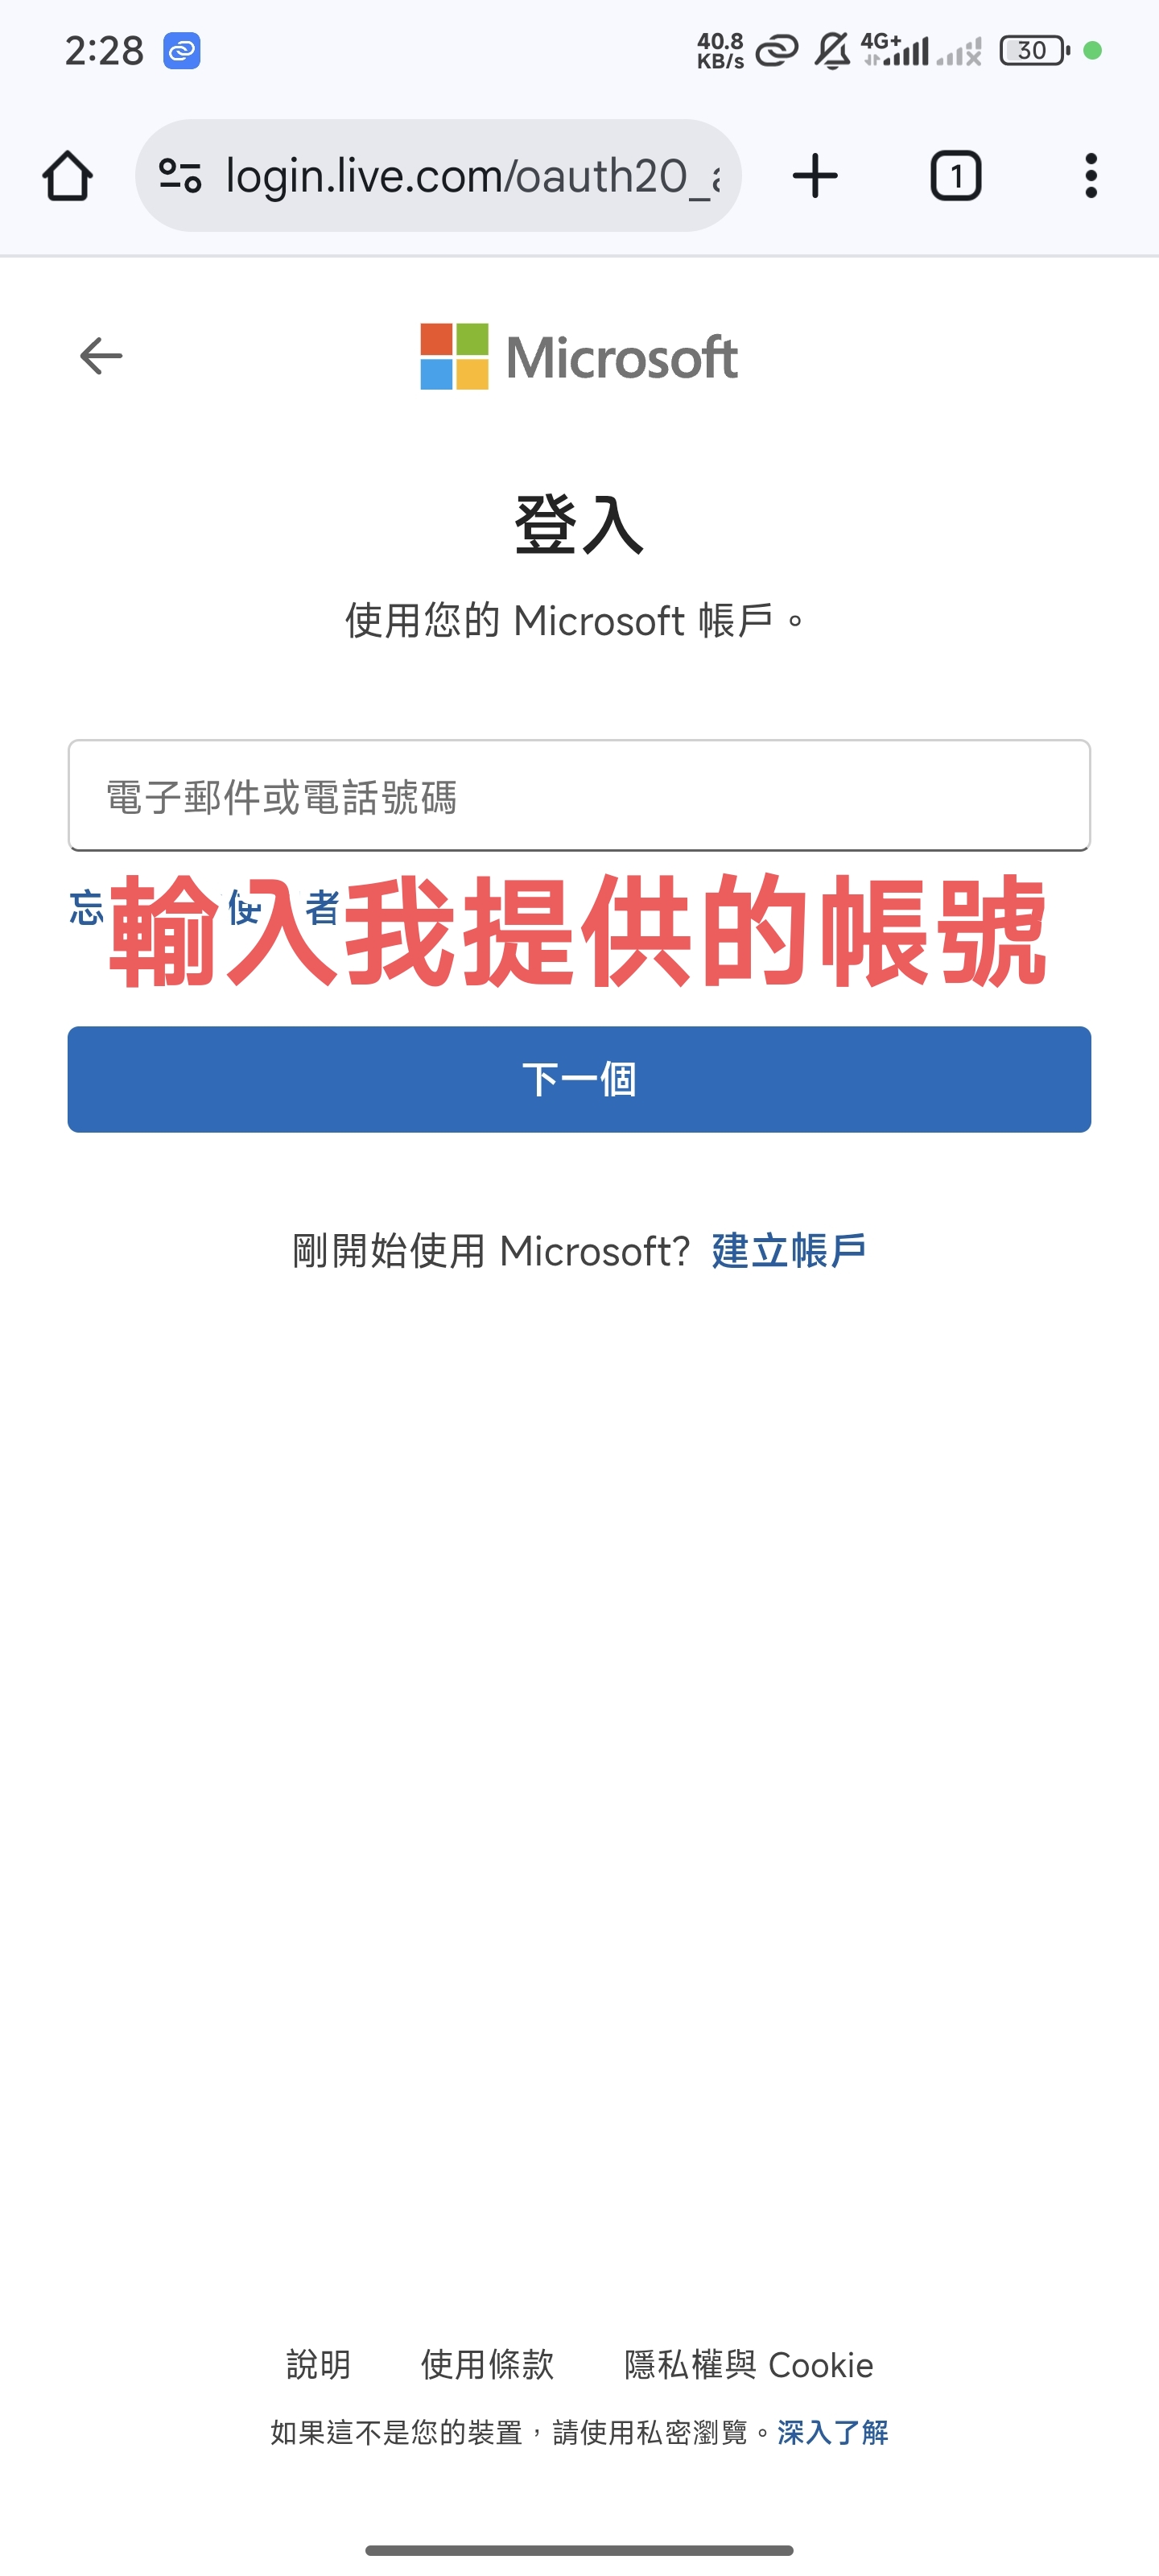 2:28
40.8
KB/s
4G+
30
login.live.com/oauth20_
1
Microsoft
登入
使用您的 Microsoft 帳戶。
電子郵件或電話號碼
忘 使 者
輸入我提供的帳號
下一個
剛開始使用 Microsoft? 建立帳戶
說明 使用條款 隱私權與 Cookie
如果這不是您的裝置，請使用私密瀏覽。深入了解